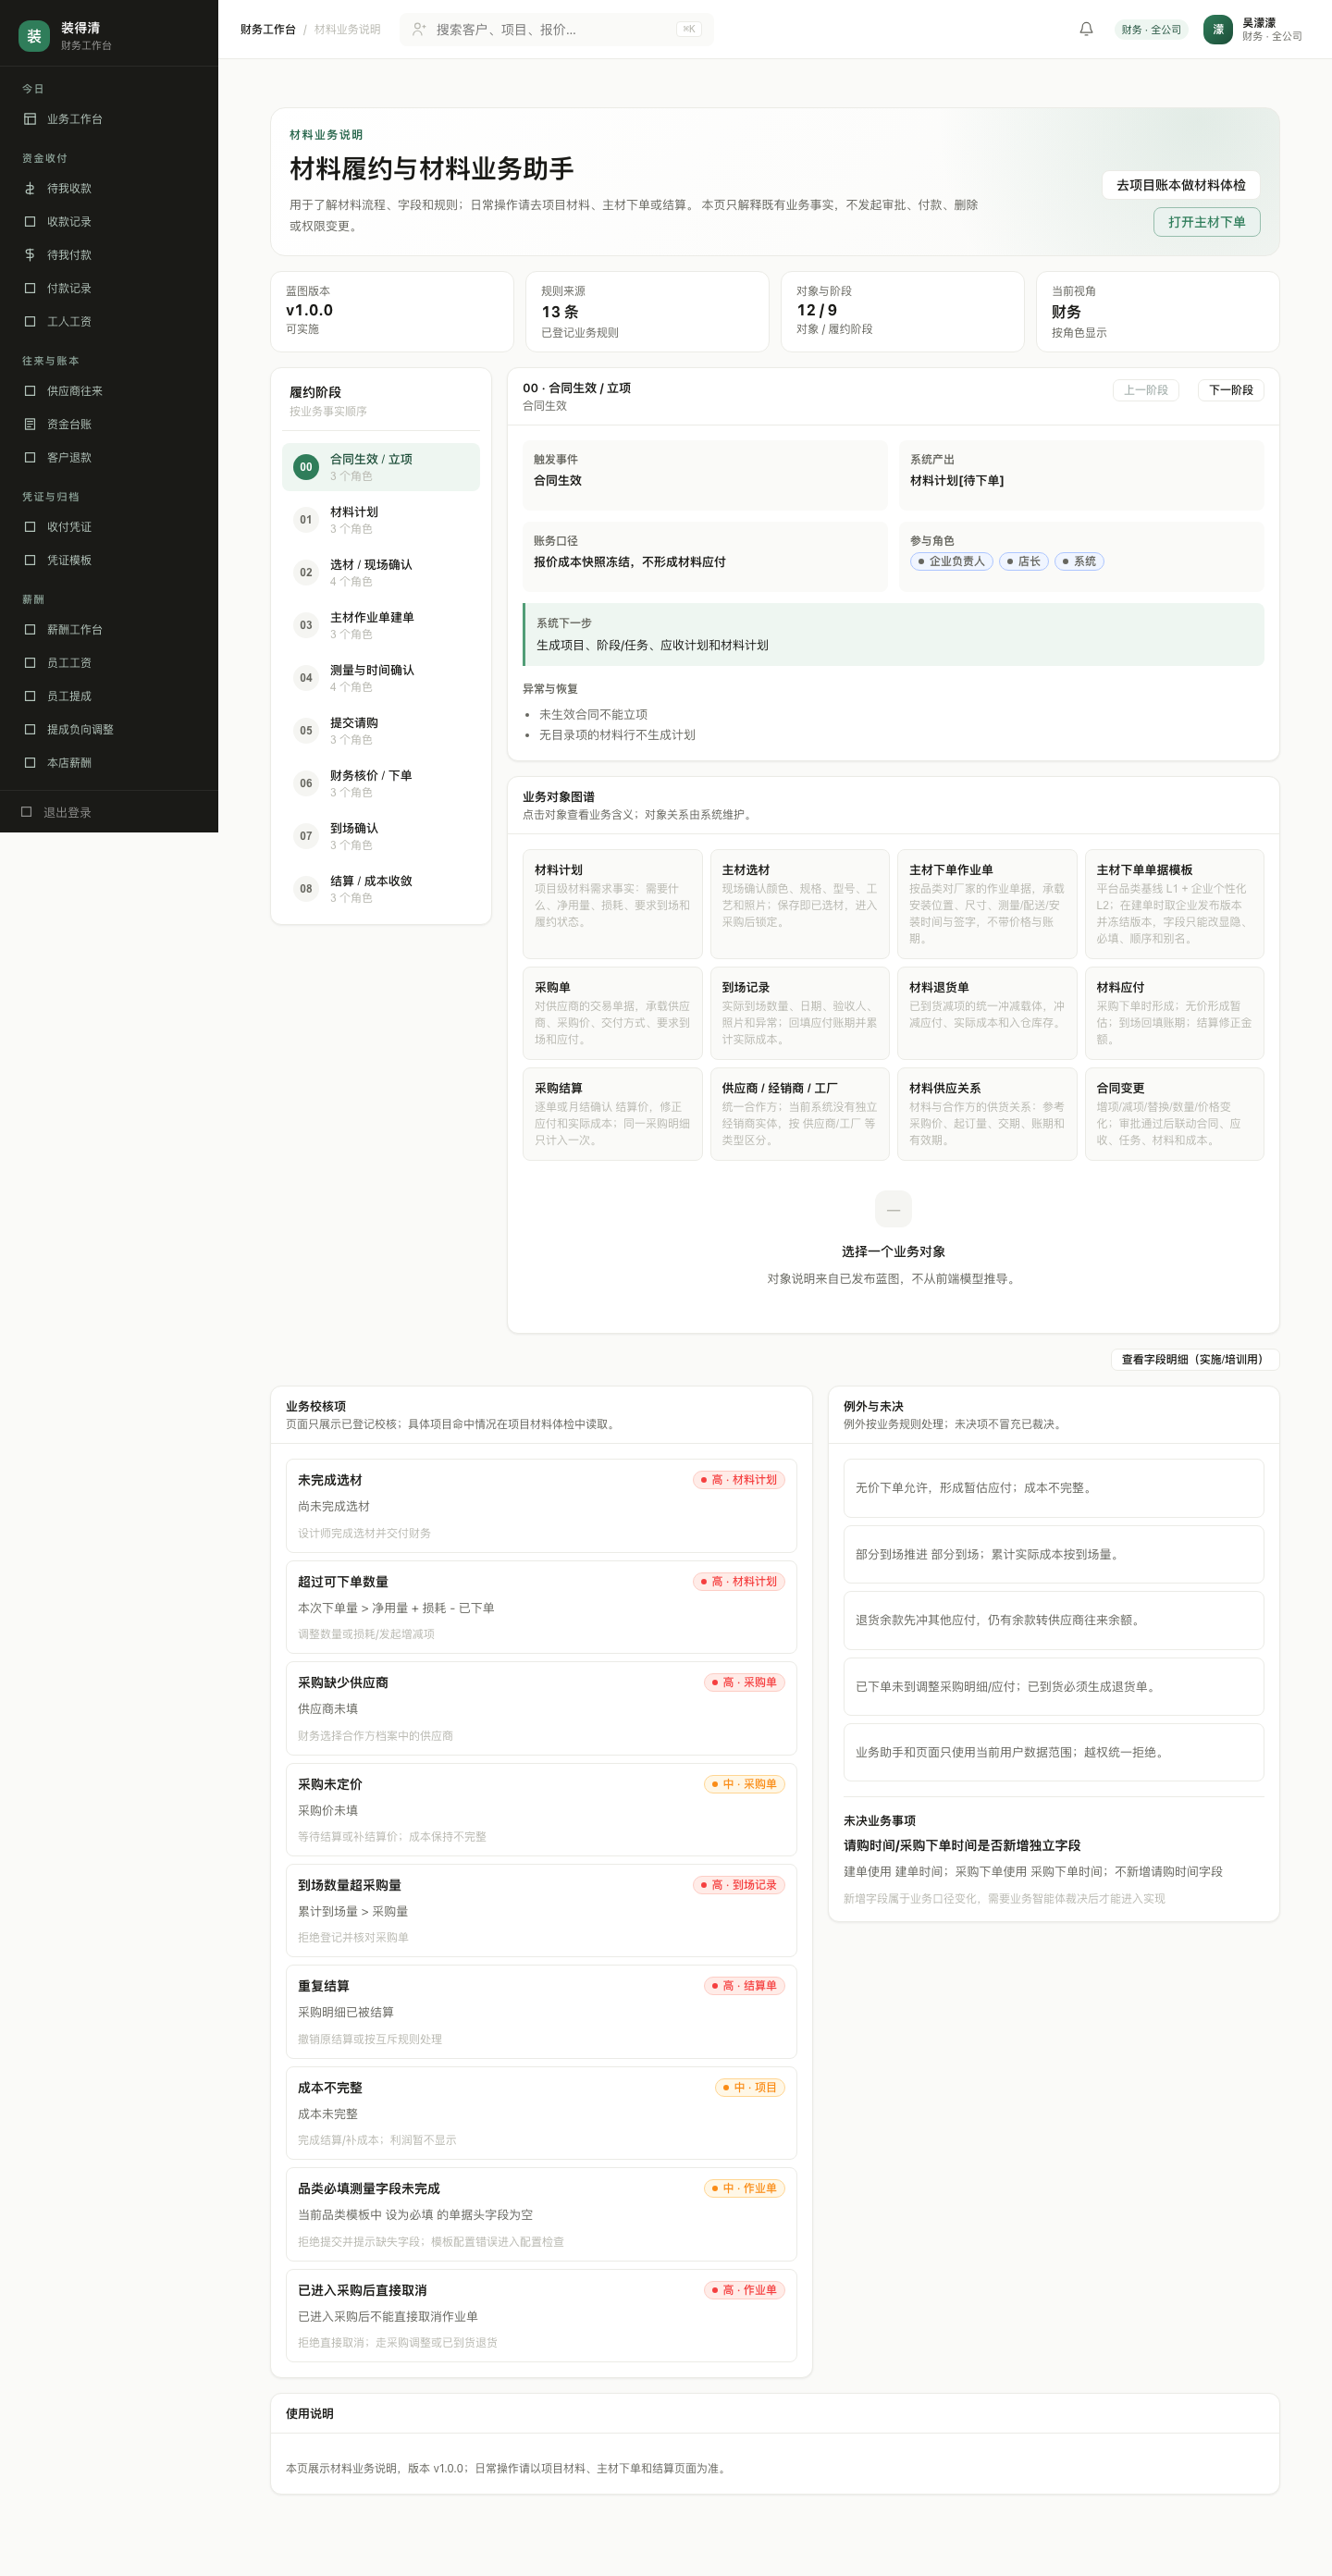 装
装得清
财务工作台
今日
业务工作台
资金收付
待我收款
收款记录
待我付款
付款记录
工人工资
往来与账本
供应商往来
资金台账
客户退款
凭证与归档
收付凭证
凭证模板
薪酬
薪酬工作台
员工工资
员工提成
提成负向调整
本店薪酬
退出登录
财务工作台 / 材料业务说明
搜索客户、项目、报价...
⌘K
财务 · 全公司
濛
吴濛濛
财务 · 全公司
材料业务说明
材料履约与材料业务助手
用于了解材料流程、字段和规则；日常操作请去项目材料、主材下单或结算。 本页只解释既有业务事实，不发起审批、付款、删除
或权限变更。
去项目账本做材料体检
打开主材下单
蓝图版本
v1.0.0
可实施
规则来源
13 条
已登记业务规则
对象与阶段
12 / 9
对象 / 履约阶段
当前视角
财务
按角色显示
履约阶段
按业务事实顺序
00
合同生效 / 立项
3 个角色
01
材料计划
3 个角色
02
选材 / 现场确认
4 个角色
03
主材作业单建单
3 个角色
04
测量与时间确认
4 个角色
05
提交请购
3 个角色
06
财务核价 / 下单
3 个角色
07
到场确认
3 个角色
08
结算 / 成本收敛
3 个角色
00 · 合同生效 / 立项
合同生效
上一阶段
下一阶段
触发事件
合同生效
系统产出
材料计划[待下单]
账务口径
报价成本快照冻结，不形成材料应付
参与角色
企业负责人
店长
系统
系统下一步
生成项目、阶段/任务、应收计划和材料计划
异常与恢复
• 未生效合同不能立项
• 无目录项的材料行不生成计划
业务对象图谱
点击对象查看业务含义；对象关系由系统维护。
材料计划
项目级材料需求事实：需要什
么、净用量、损耗、要求到场和
履约状态。
主材选材
现场确认颜色、规格、型号、工
艺和照片；保存即已选材，进入
采购后锁定。
主材下单作业单
按品类对厂家的作业单据，承载
安装位置、尺寸、测量/配送/安
装时间与签字，不带价格与账
期。
主材下单单据模板
平台品类基线 L1 + 企业个性化
L2；在建单时取企业发布版本
并冻结版本，字段只能改显隐、
必填、顺序和别名。
采购单
对供应商的交易单据，承载供应
商、采购价、交付方式、要求到
场和应付。
到场记录
实际到场数量、日期、验收人、
照片和异常；回填应付账期并累
计实际成本。
材料退货单
已到货减项的统一冲减载体，冲
减应付、实际成本和入仓库存。
材料应付
采购下单时形成；无价形成暂
估；到场回填账期；结算修正金
额。
采购结算
逐单或月结确认 结算价，修正
应付和实际成本；同一采购明细
只计入一次。
供应商 / 经销商 / 工厂
统一合作方；当前系统没有独立
经销商实体，按 供应商/工厂 等
类型区分。
材料供应关系
材料与合作方的供货关系：参考
采购价、起订量、交期、账期和
有效期。
合同变更
增项/减项/替换/数量/价格变
化；审批通过后联动合同、应
收、任务、材料和成本。
—
选择一个业务对象
对象说明来自已发布蓝图，不从前端模型推导。
查看字段明细（实施/培训用）
业务校核项
页面只展示已登记校核；具体项目命中情况在项目材料体检中读取。
未完成选材
高 · 材料计划
尚未完成选材
设计师完成选材并交付财务
超过可下单数量
高 · 材料计划
本次下单量 > 净用量 + 损耗 - 已下单
调整数量或损耗/发起增减项
采购缺少供应商
高 · 采购单
供应商未填
财务选择合作方档案中的供应商
采购未定价
中 · 采购单
采购价未填
等待结算或补结算价；成本保持不完整
到场数量超采购量
高 · 到场记录
累计到场量 > 采购量
拒绝登记并核对采购单
重复结算
高 · 结算单
采购明细已被结算
撤销原结算或按互斥规则处理
成本不完整
中 · 项目
成本未完整
完成结算/补成本；利润暂不显示
品类必填测量字段未完成
中 · 作业单
当前品类模板中 设为必填 的单据头字段为空
拒绝提交并提示缺失字段；模板配置错误进入配置检查
已进入采购后直接取消
高 · 作业单
已进入采购后不能直接取消作业单
拒绝直接取消；走采购调整或已到货退货
例外与未决
例外按业务规则处理；未决项不冒充已裁决。
无价下单允许，形成暂估应付；成本不完整。
部分到场推进 部分到场；累计实际成本按到场量。
退货余款先冲其他应付，仍有余款转供应商往来余额。
已下单未到调整采购明细/应付；已到货必须生成退货单。
业务助手和页面只使用当前用户数据范围；越权统一拒绝。
未决业务事项
请购时间/采购下单时间是否新增独立字段
建单使用 建单时间；采购下单使用 采购下单时间；不新增请购时间字段
新增字段属于业务口径变化，需要业务智能体裁决后才能进入实现
使用说明
本页展示材料业务说明，版本 v1.0.0；日常操作请以项目材料、主材下单和结算页面为准。